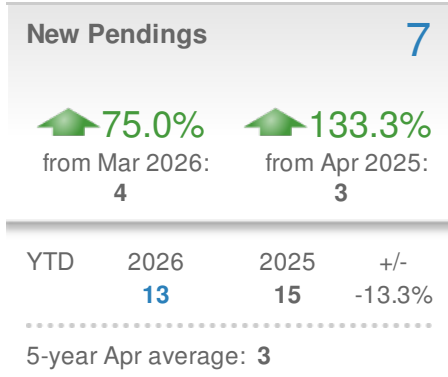 New Pendings 7
75.0% 133.3%
from Mar 2026: from Apr 2025:
4 3
YTD 2026 2025 +/-
13 15 -13.3%
5-year Apr average: 3